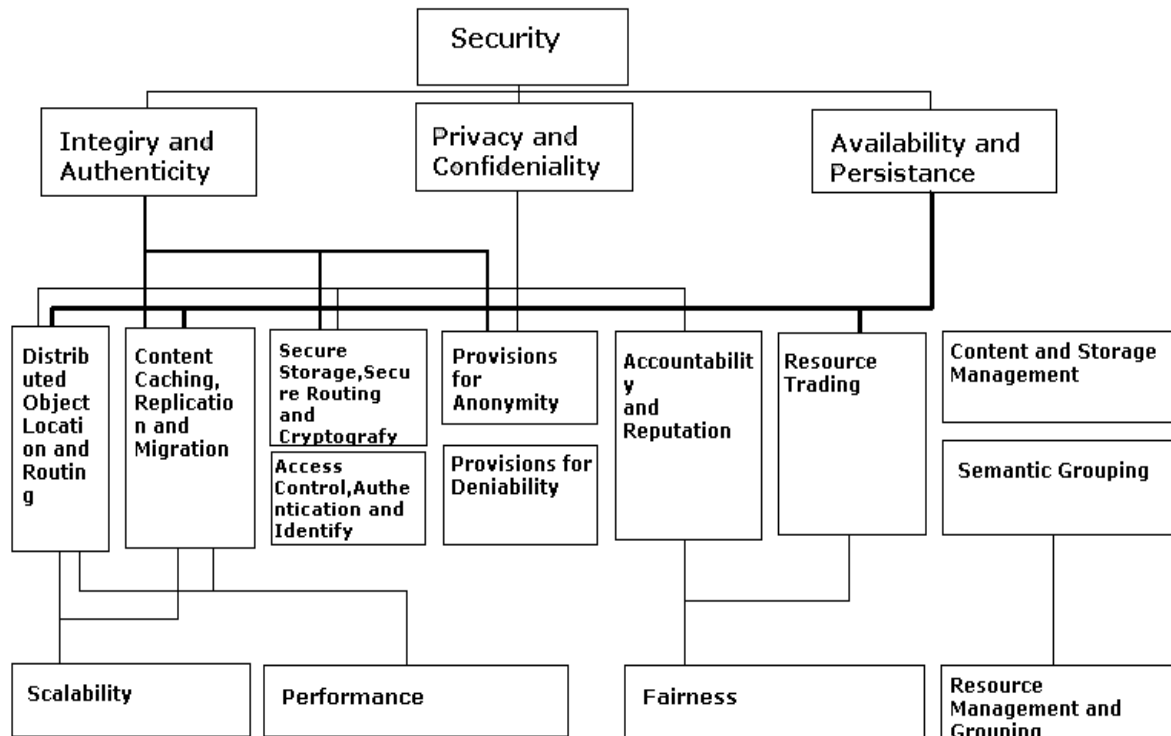 Security
Integiry and
Authenticity
Privacy and
Confideniality
Availability and
Persistance
Distrib
uted
Object
Locati
on and
Routin
g
Content
Caching,
Replicatio
n and
Migration
Secure
Storage,Secu
re Routing
and
Cryptografy
Access
Control,Authe
ntication and
Identify
Provisions
for
Anonymity
Provisions for
Deniability
Accountabilit
y
and
Reputation
Resource
Trading
Content and Storage
Management
Semantic Grouping
Scalability
Performance
Fairness
Resource
Management and
Grouping